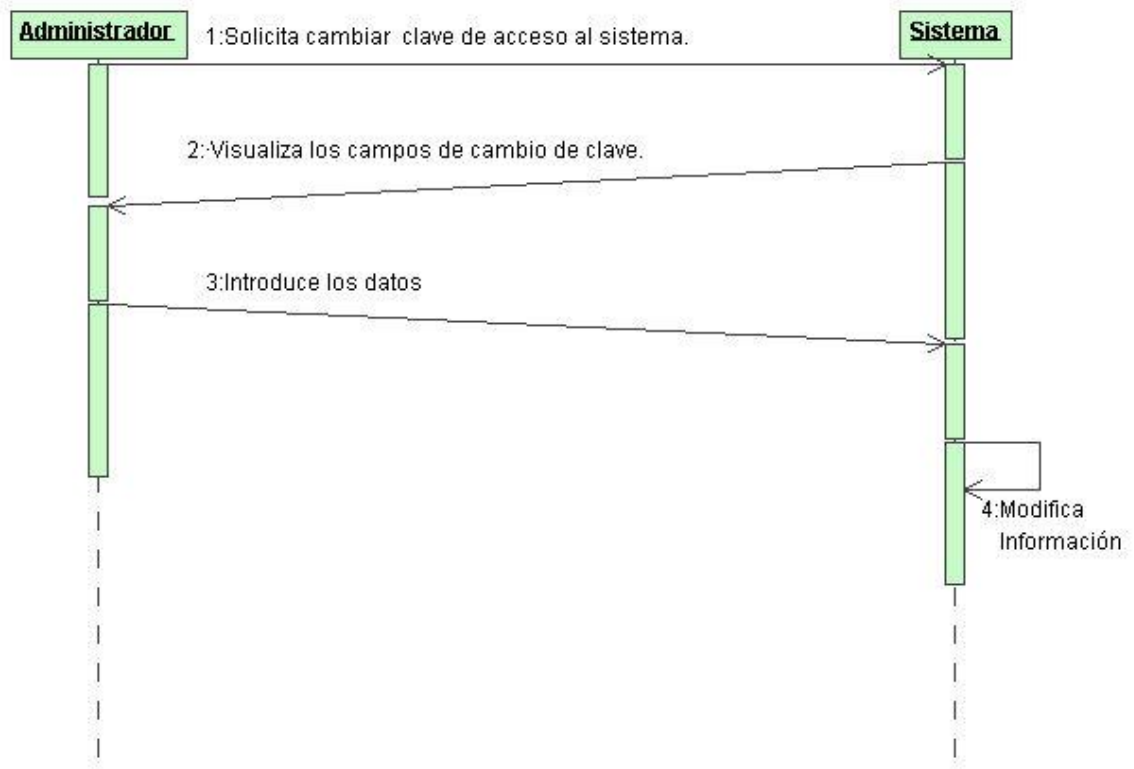 Administrador
1:Solicita cambiar clave de acceso al sistema.
Sistema
2:·Visualiza los campos de cambio de clave.
3:Introduce los datos
4:Modifica
Información